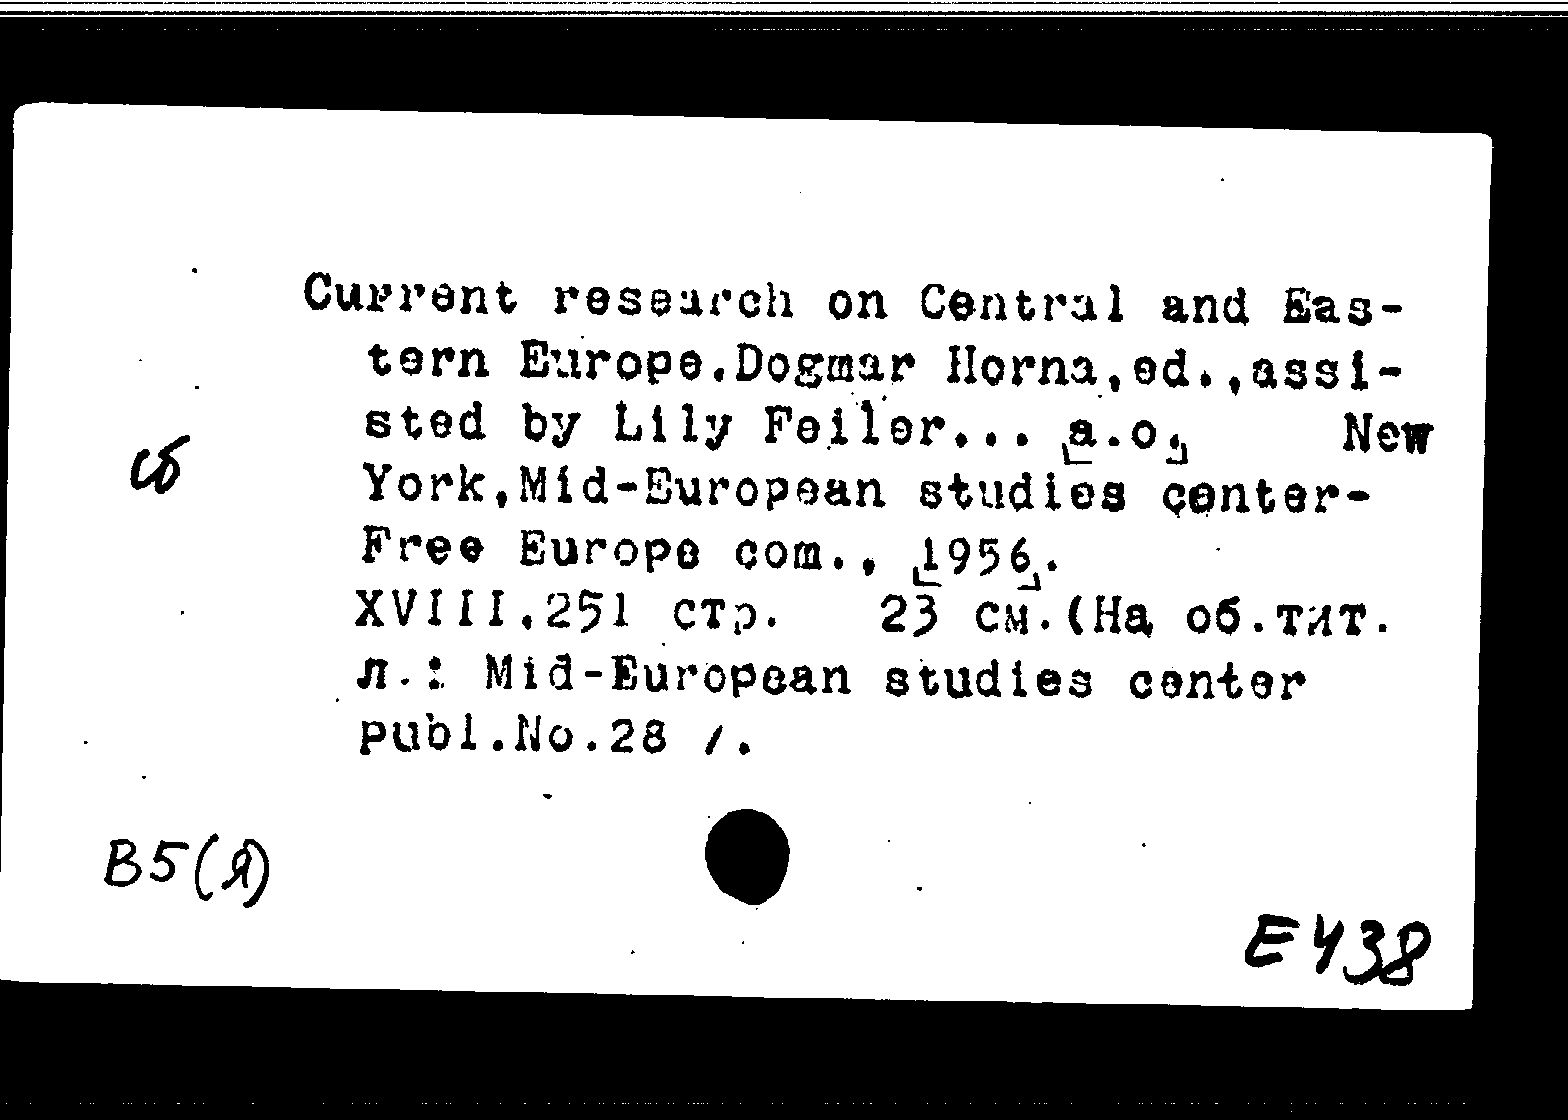 Current research on Central and Eas-
tern Europe.Dogmar Horna,ed.,assi-
sted by Lily Feiler... [a.o.] New
сб
York,Mid-European studies center-
Free Europe com., [1956].
XVIII,251 стр. 23 см.(На об.тит.
л.: Mid-European studies center
publ.No.28 /.
В5(Я)
E438